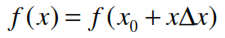 f(x) = f(x₀ + xΔx)